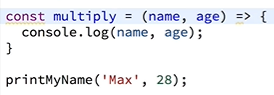 const multiply = (name, age) => {
  console.log(name, age);
}

printMyName('Max', 28);